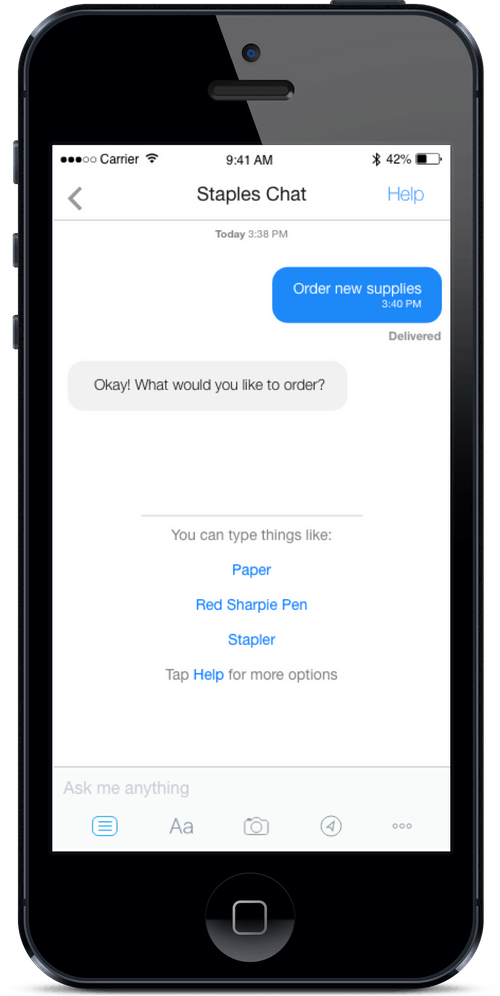 Carrier 9:41 AM 42%
Staples Chat Help
Today 3:38 PM
Order new supplies
3:40 PM
Delivered
Okay! What would you like to order?
You can type things like:
Paper
Red Sharpie Pen
Stapler
Tap Help for more options
Ask me anything
Aa